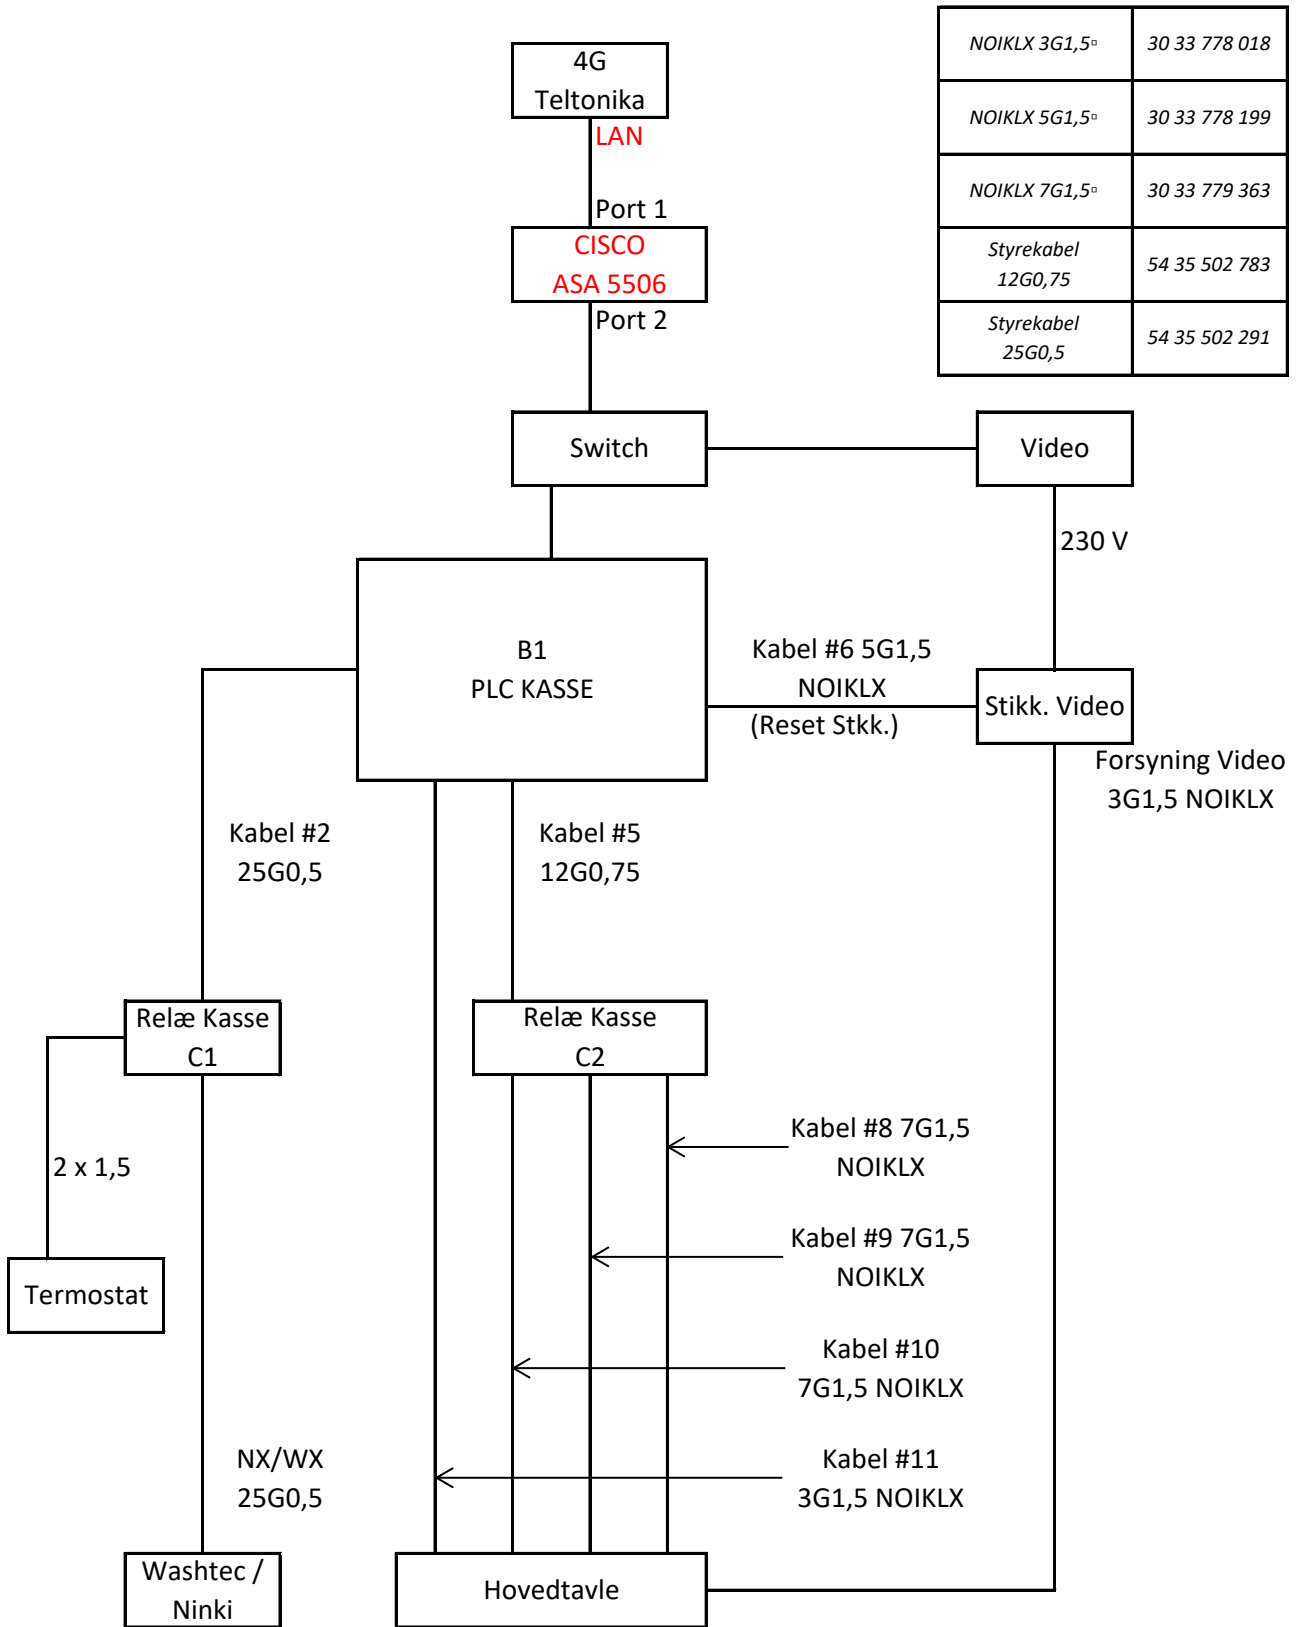 4G
Teltonika
LAN
Port 1
CISCO
ASA 5506
Port 2
NOIKLX 3G1,5▫ 30 33 778 018
NOIKLX 5G1,5▫ 30 33 778 199
NOIKLX 7G1,5▫ 30 33 779 363
Styrekabel
12G0,75
54 35 502 783
Styrekabel
25G0,5
54 35 502 291
Switch
Video
230 V
B1
PLC KASSE
Kabel #6 5G1,5
NOIKLX
(Reset Stkk.)
Stikk. Video
Forsyning Video
3G1,5 NOIKLX
Kabel #2
25G0,5
Kabel #5
12G0,75
Relæ Kasse
C1
Relæ Kasse
C2
Kabel #8 7G1,5
NOIKLX
2 x 1,5
Kabel #9 7G1,5
NOIKLX
Termostat
Kabel #10
7G1,5 NOIKLX
NX/WX
25G0,5
Kabel #11
3G1,5 NOIKLX
Washtec /
Ninki
Hovedtavle